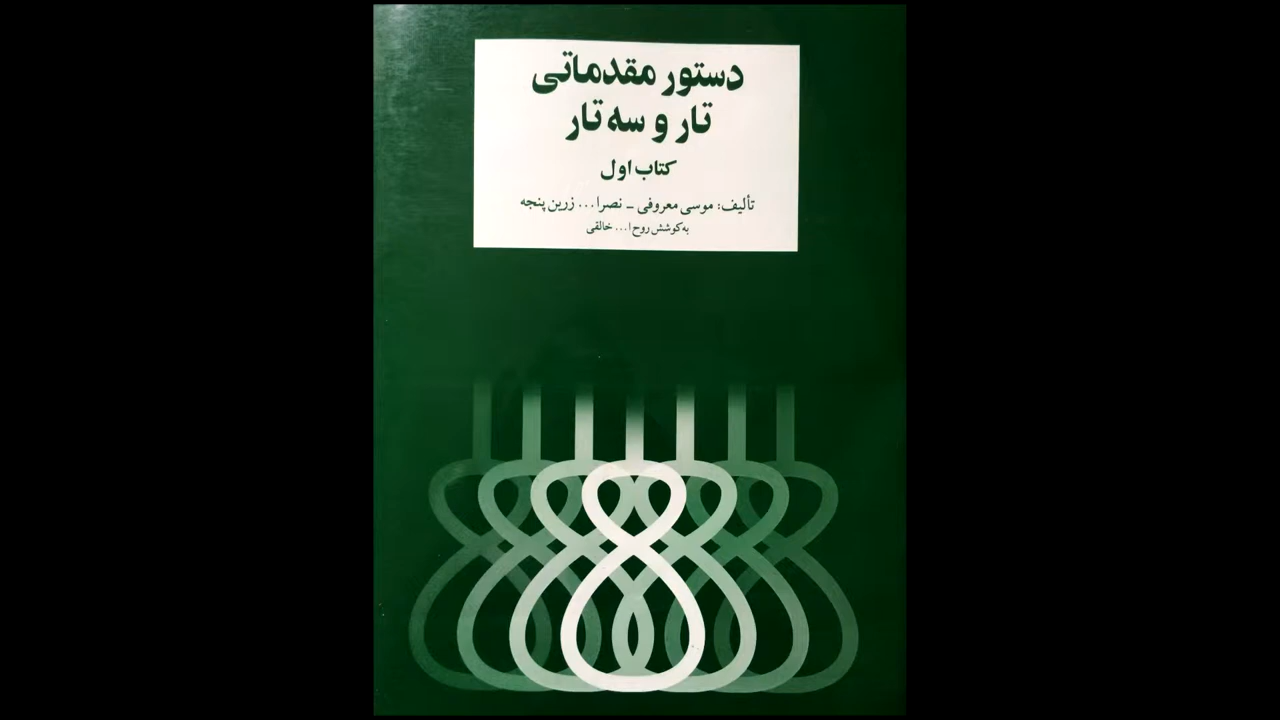 دستور مقدماتی
تار و سه تار
کتاب اول
تألیف: موسی معروفی ـ نصرا... زرین پنجه
به کوشش روح ا... خالقی